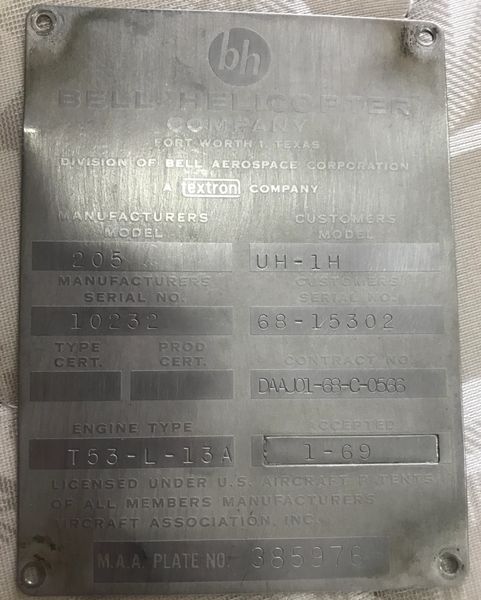 bh
BELL HELICOPTER
COMPANY
FORT WORTH 1, TEXAS
DIVISION OF BELL AEROSPACE CORPORATION
A textron COMPANY
MANUFACTURERS MODEL CUSTOMERS MODEL
205 UH-1H
MANUFACTURERS SERIAL NO. CUSTOMERS SERIAL NO.
10232 68-15302
TYPE CERT. PROD CERT. CONTRACT NO.
DAAJ01-68-C-0566
ENGINE TYPE ACCEPTED
T53-L-13A 1-69
LICENSED UNDER U.S. AIRCRAFT PATENTS
OF ALL MEMBERS MANUFACTURERS
AIRCRAFT ASSOCIATION, INC.
M.A.A. PLATE NO. 385976